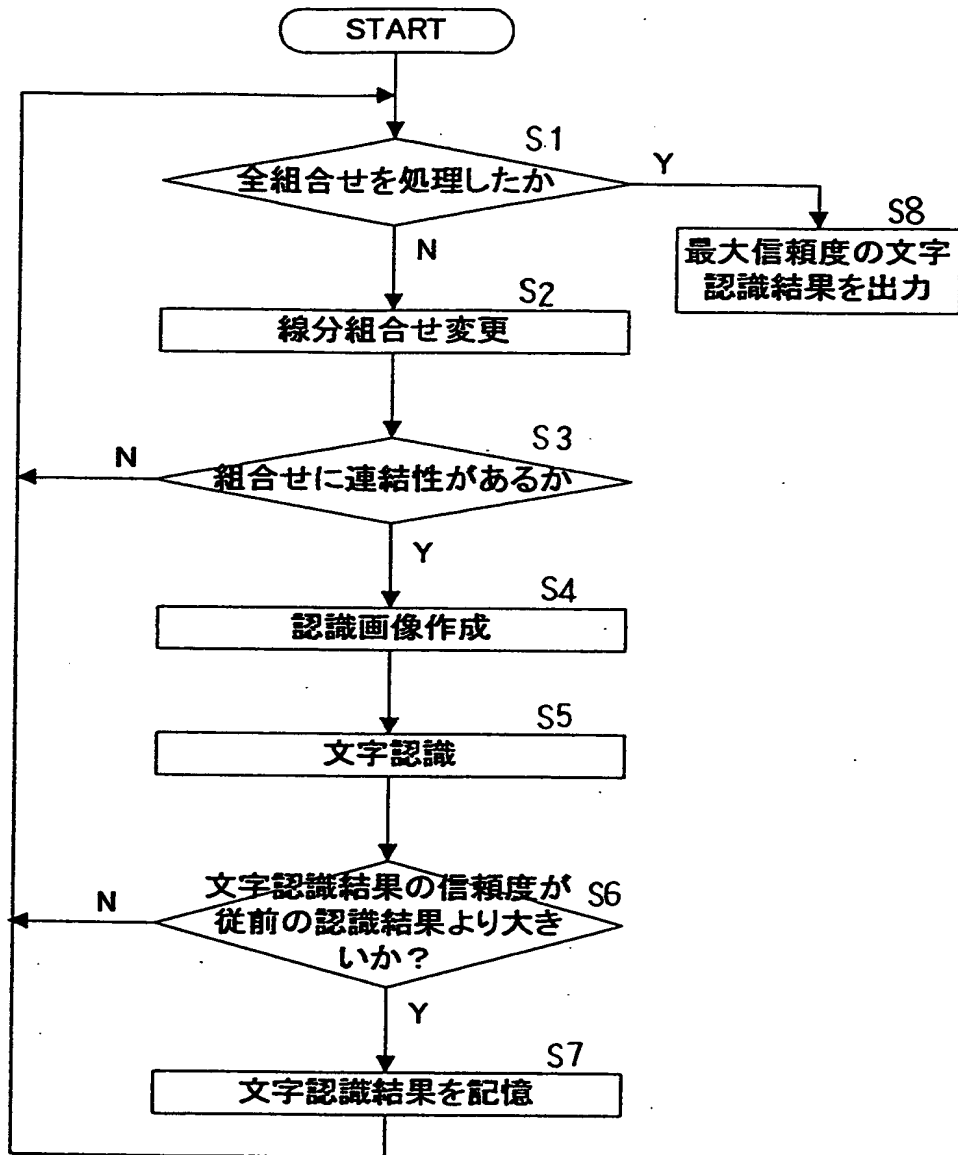 START
S1
全組合せを処理したか
Y
N
S8
最大信頼度の文字
認識結果を出力
S2
線分組合せ変更
S3
N
組合せに連結性があるか
Y
S4
認識画像作成
S5
文字認識
S6
N
文字認識結果の信頼度が
従前の認識結果より大き
いか？
Y
S7
文字認識結果を記憶